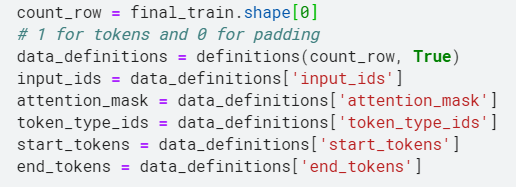 count_row = final_train.shape[0]
# 1 for tokens and 0 for padding
data_definitions = definitions(count_row, True)
input_ids = data_definitions['input_ids']
attention_mask = data_definitions['attention_mask']
token_type_ids = data_definitions['token_type_ids']
start_tokens = data_definitions['start_tokens']
end_tokens = data_definitions['end_tokens']